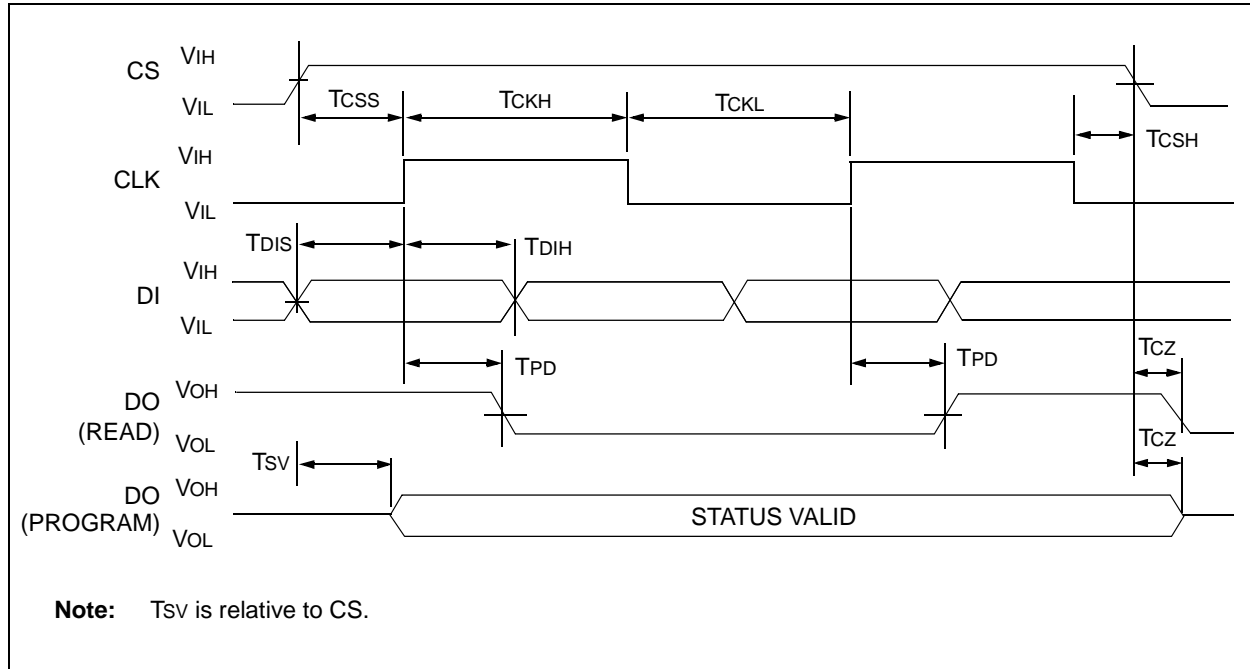 VIH
CS
VIL
TCSS
TCKH
TCKL
TCSH
VIH
CLK
VIL
TDIS
TDIH
VIH
DI
VIL
TPD
TPD
TCZ
VOH
DO
(READ)
VOL
TCZ
TSV
VOH
DO
(PROGRAM)
STATUS VALID
VOL
Note: TSV is relative to CS.